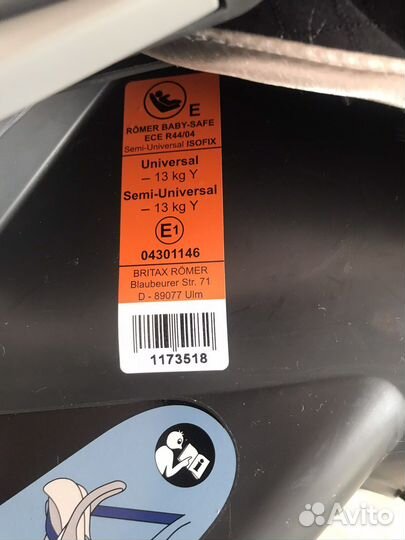 E
RÖMER BABY-SAFE
ECE R44/04
Semi-Universal ISOFIX
Universal
– 13 kg Y
Semi-Universal
– 13 kg Y
E1
04301146
BRITAX RÖMER
Blaubeurer Str. 71
D - 89077 Ulm
1173518
i
Avito